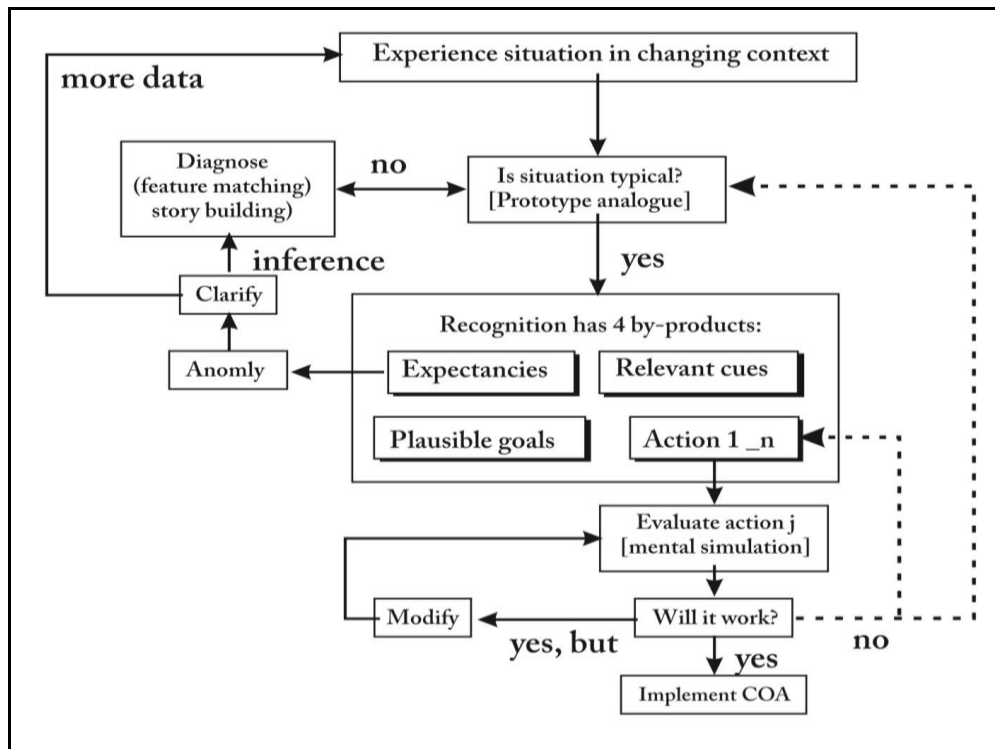 Experience situation in changing context
more data
Diagnose
(feature matching)
story building)
no
Is situation typical?
[Prototype analogue]
inference
yes
Clarify
Recognition has 4 by-products:
Anomly
Expectancies
Relevant cues
Plausible goals
Action 1 _n
Evaluate action j
[mental simulation]
Modify
yes, but
Will it work?
no
yes
Implement COA